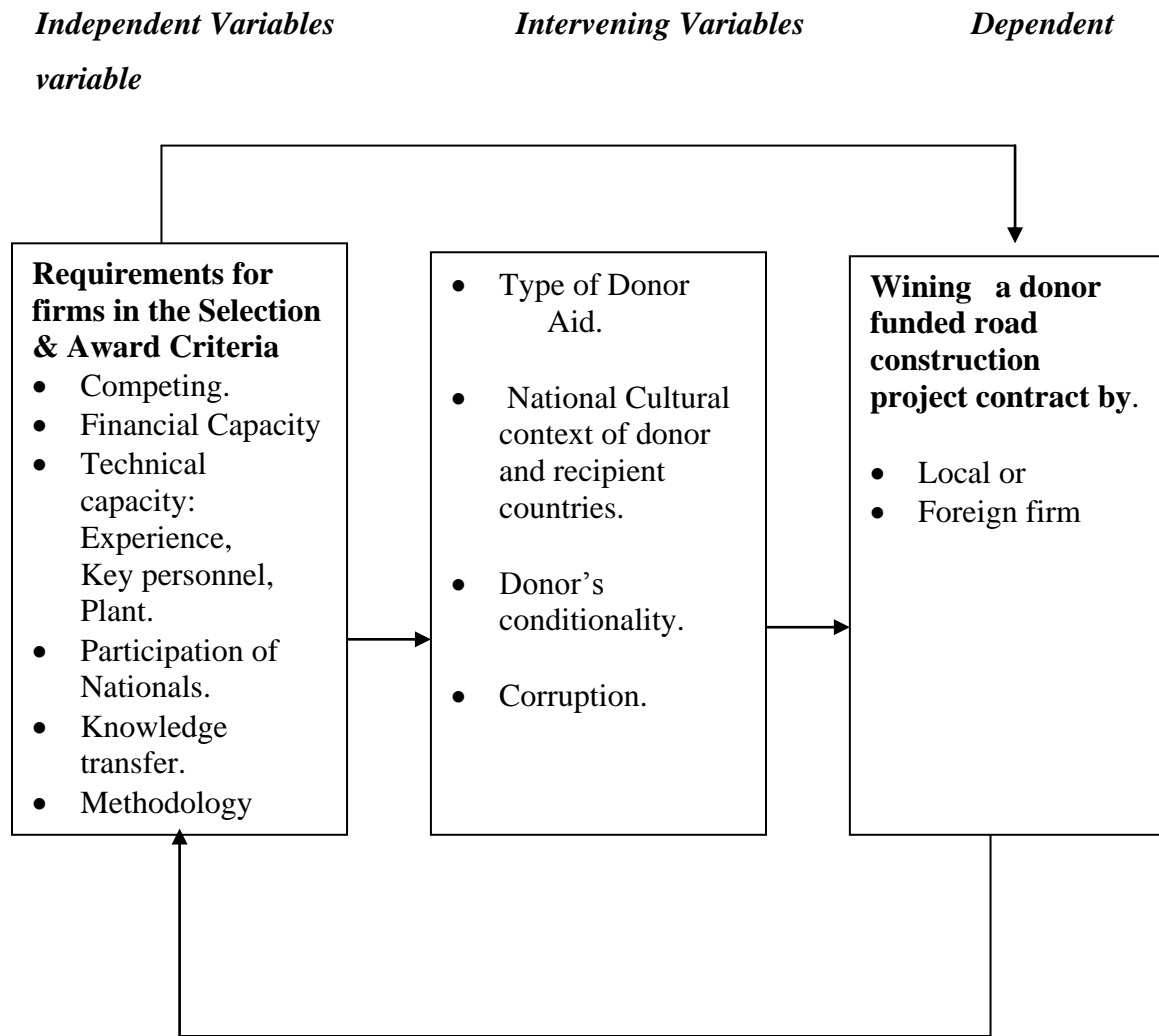 Independent Variables Intervening Variables Dependent
variable
Requirements for
firms in the Selection
& Award Criteria
• Competing.
• Financial Capacity
• Technical
capacity:
Experience,
Key personnel,
Plant.
• Participation of
Nationals.
• Knowledge
transfer.
• Methodology
• Type of Donor
Aid.
• National Cultural
context of donor
and recipient
countries.
• Donor’s
conditionality.
• Corruption.
Wining a donor
funded road
construction
project contract by.
• Local or
• Foreign firm